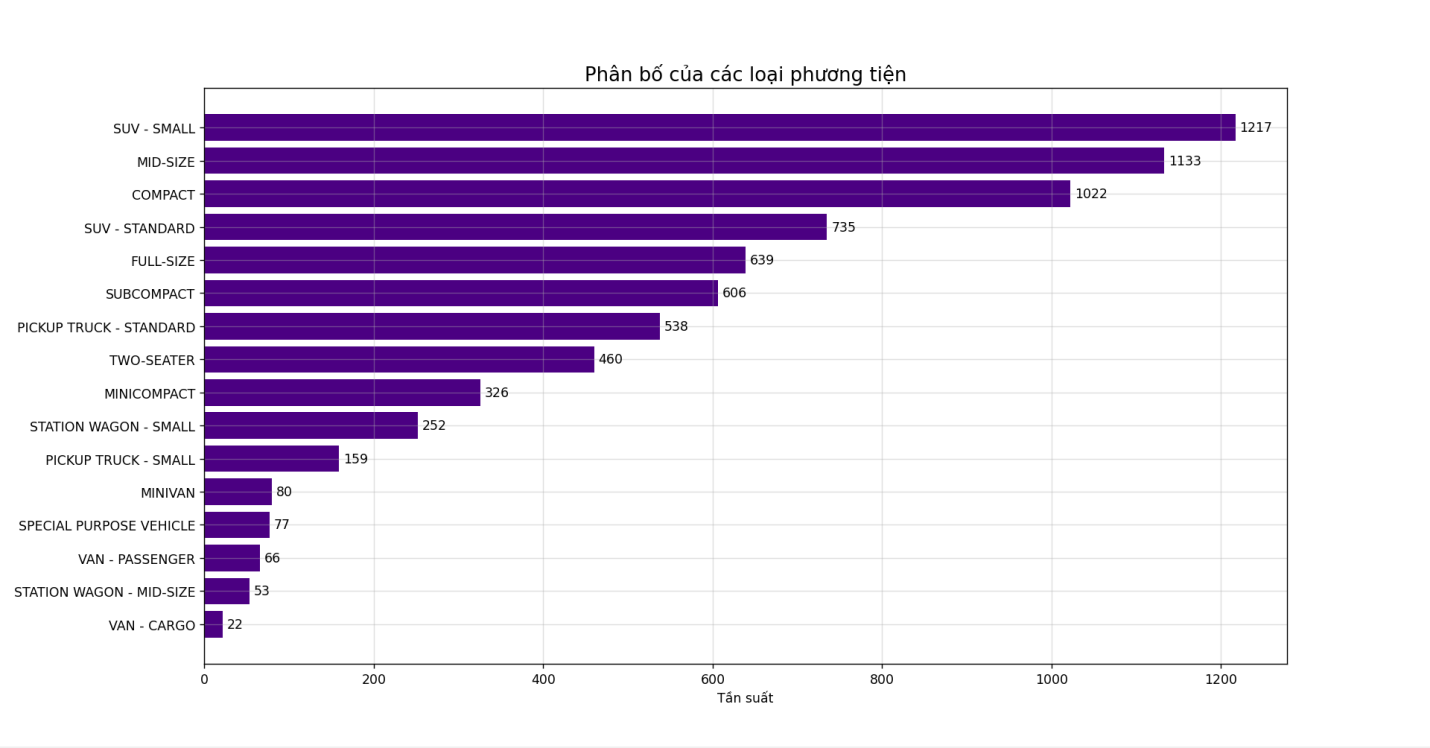 Phân bố của các loại phương tiện
SUV - SMALL 1217
MID-SIZE 1133
COMPACT 1022
SUV - STANDARD 735
FULL-SIZE 639
SUBCOMPACT 606
PICKUP TRUCK - STANDARD 538
TWO-SEATER 460
MINICOMPACT 326
STATION WAGON - SMALL 252
PICKUP TRUCK - SMALL 159
MINIVAN 80
SPECIAL PURPOSE VEHICLE 77
VAN - PASSENGER 66
STATION WAGON - MID-SIZE 53
VAN - CARGO 22
0 200 400 600 800 1000 1200
Tần suất